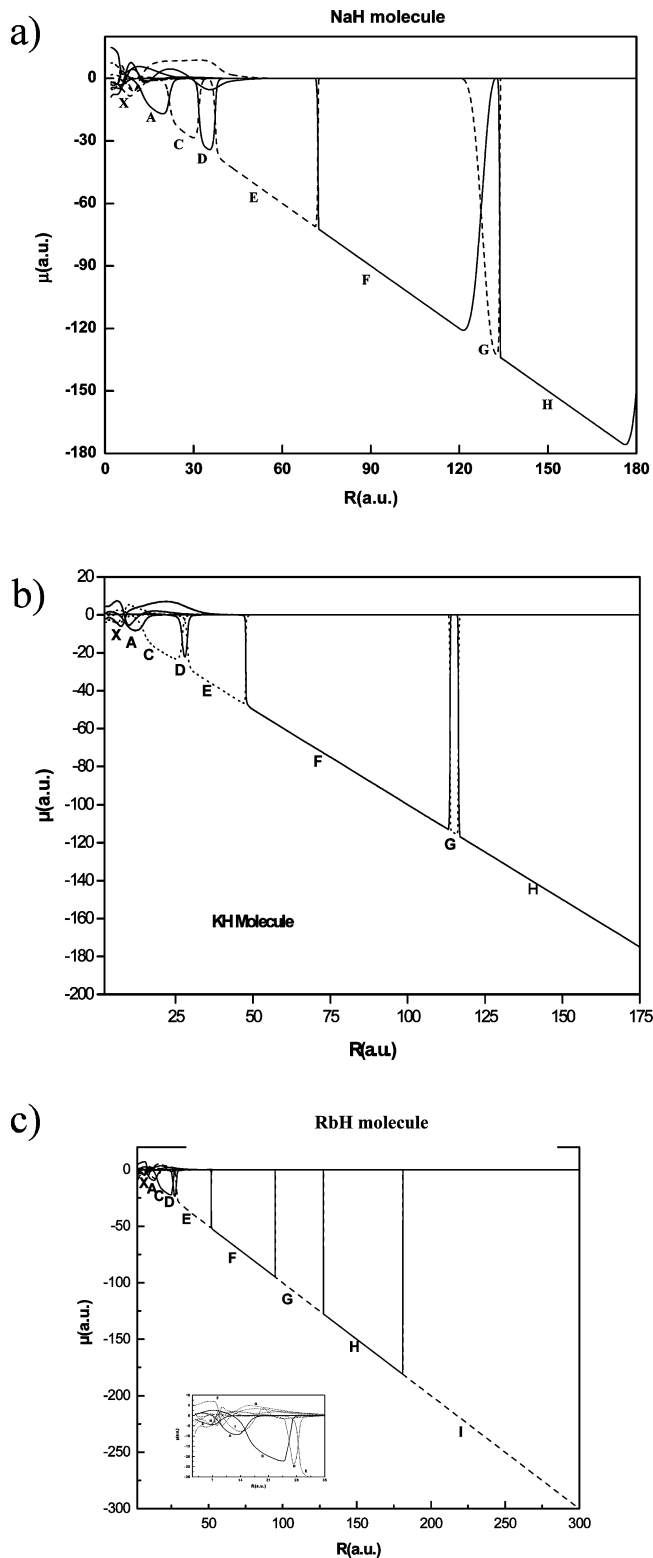 a)
NaH molecule
0
-30
-60
-90
-120
-150
-180
μ(a.u.)
X
A
C
D
E
F
G
H
0 30 60 90 120 150 180
R(a.u.)
b)
20
0
-20
-40
-60
-80
-100
-120
-140
-160
-180
-200
μ(a.u.)
X
A
C
D
E
F
G
H
KH Molecule
25 50 75 100 125 150 175
R(a.u.)
c)
RbH molecule
0
-50
-100
-150
-200
-250
-300
μ(a.u.)
X
A
C
D
E
F
G
H
I
R(a.u.)
50 100 150 200 250 300
R(a.u.)